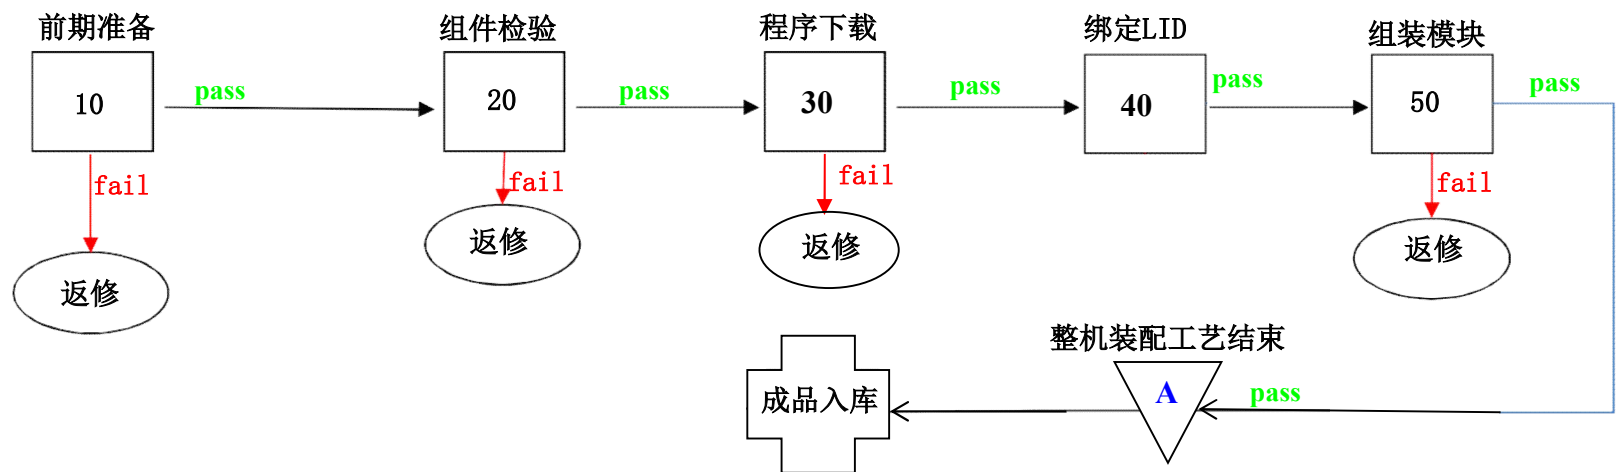 前期准备
组件检验
程序下载
绑定LID
组装模块
10
pass
20
pass
30
pass
40
pass
50
pass
fail
fail
fail
fail
返修
返修
返修
返修
整机装配工艺结束
成品入库
A
pass